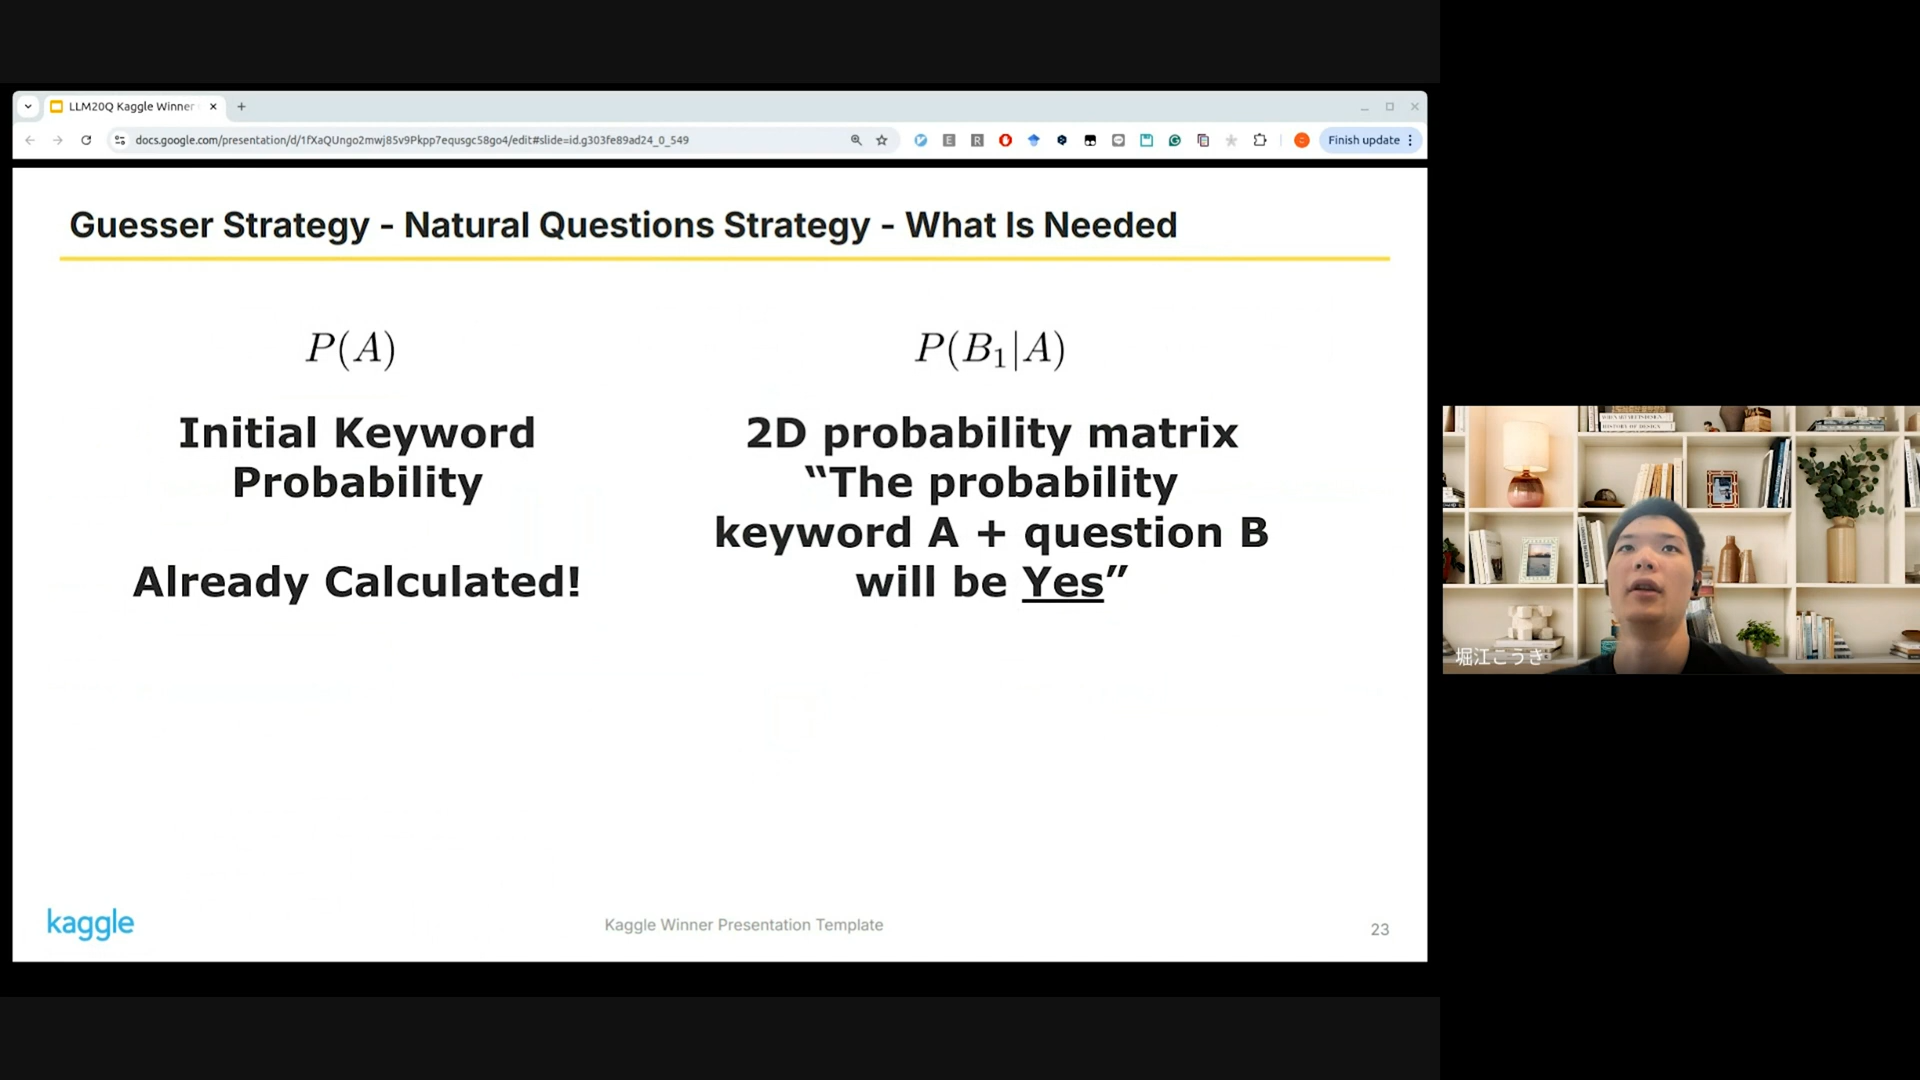 LLM20Q Kaggle Winner
docs.google.com/presentation/d/1fXaQUngo2mwj85v9Pkpp7equsgc58go4/edit#slide=id.g303fe89ad24_0_549
Finish update
Guesser Strategy - Natural Questions Strategy - What Is Needed
P(A)
Initial Keyword
Probability
Already Calculated!
P(B₁|A)
2D probability matrix
“The probability
keyword A + question B
will be Yes”
kaggle
Kaggle Winner Presentation Template
23
堀江こうき